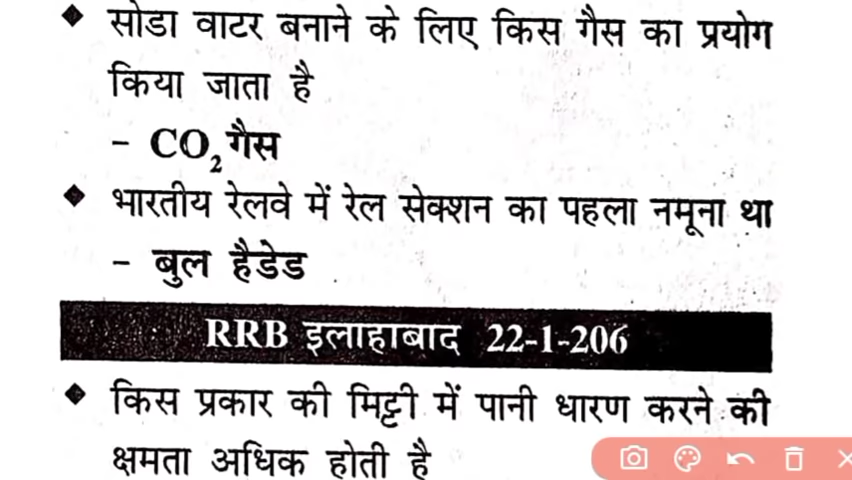 ◆ सोडा वाटर बनाने के लिए किस गैस का प्रयोग
किया जाता है
– CO₂ गैस
◆ भारतीय रेलवे में रेल सेक्शन का पहला नमूना था
– बुल हैडेड
RRB इलाहाबाद 22-1-206
◆ किस प्रकार की मिट्टी में पानी धारण करने की
क्षमता अधिक होती है